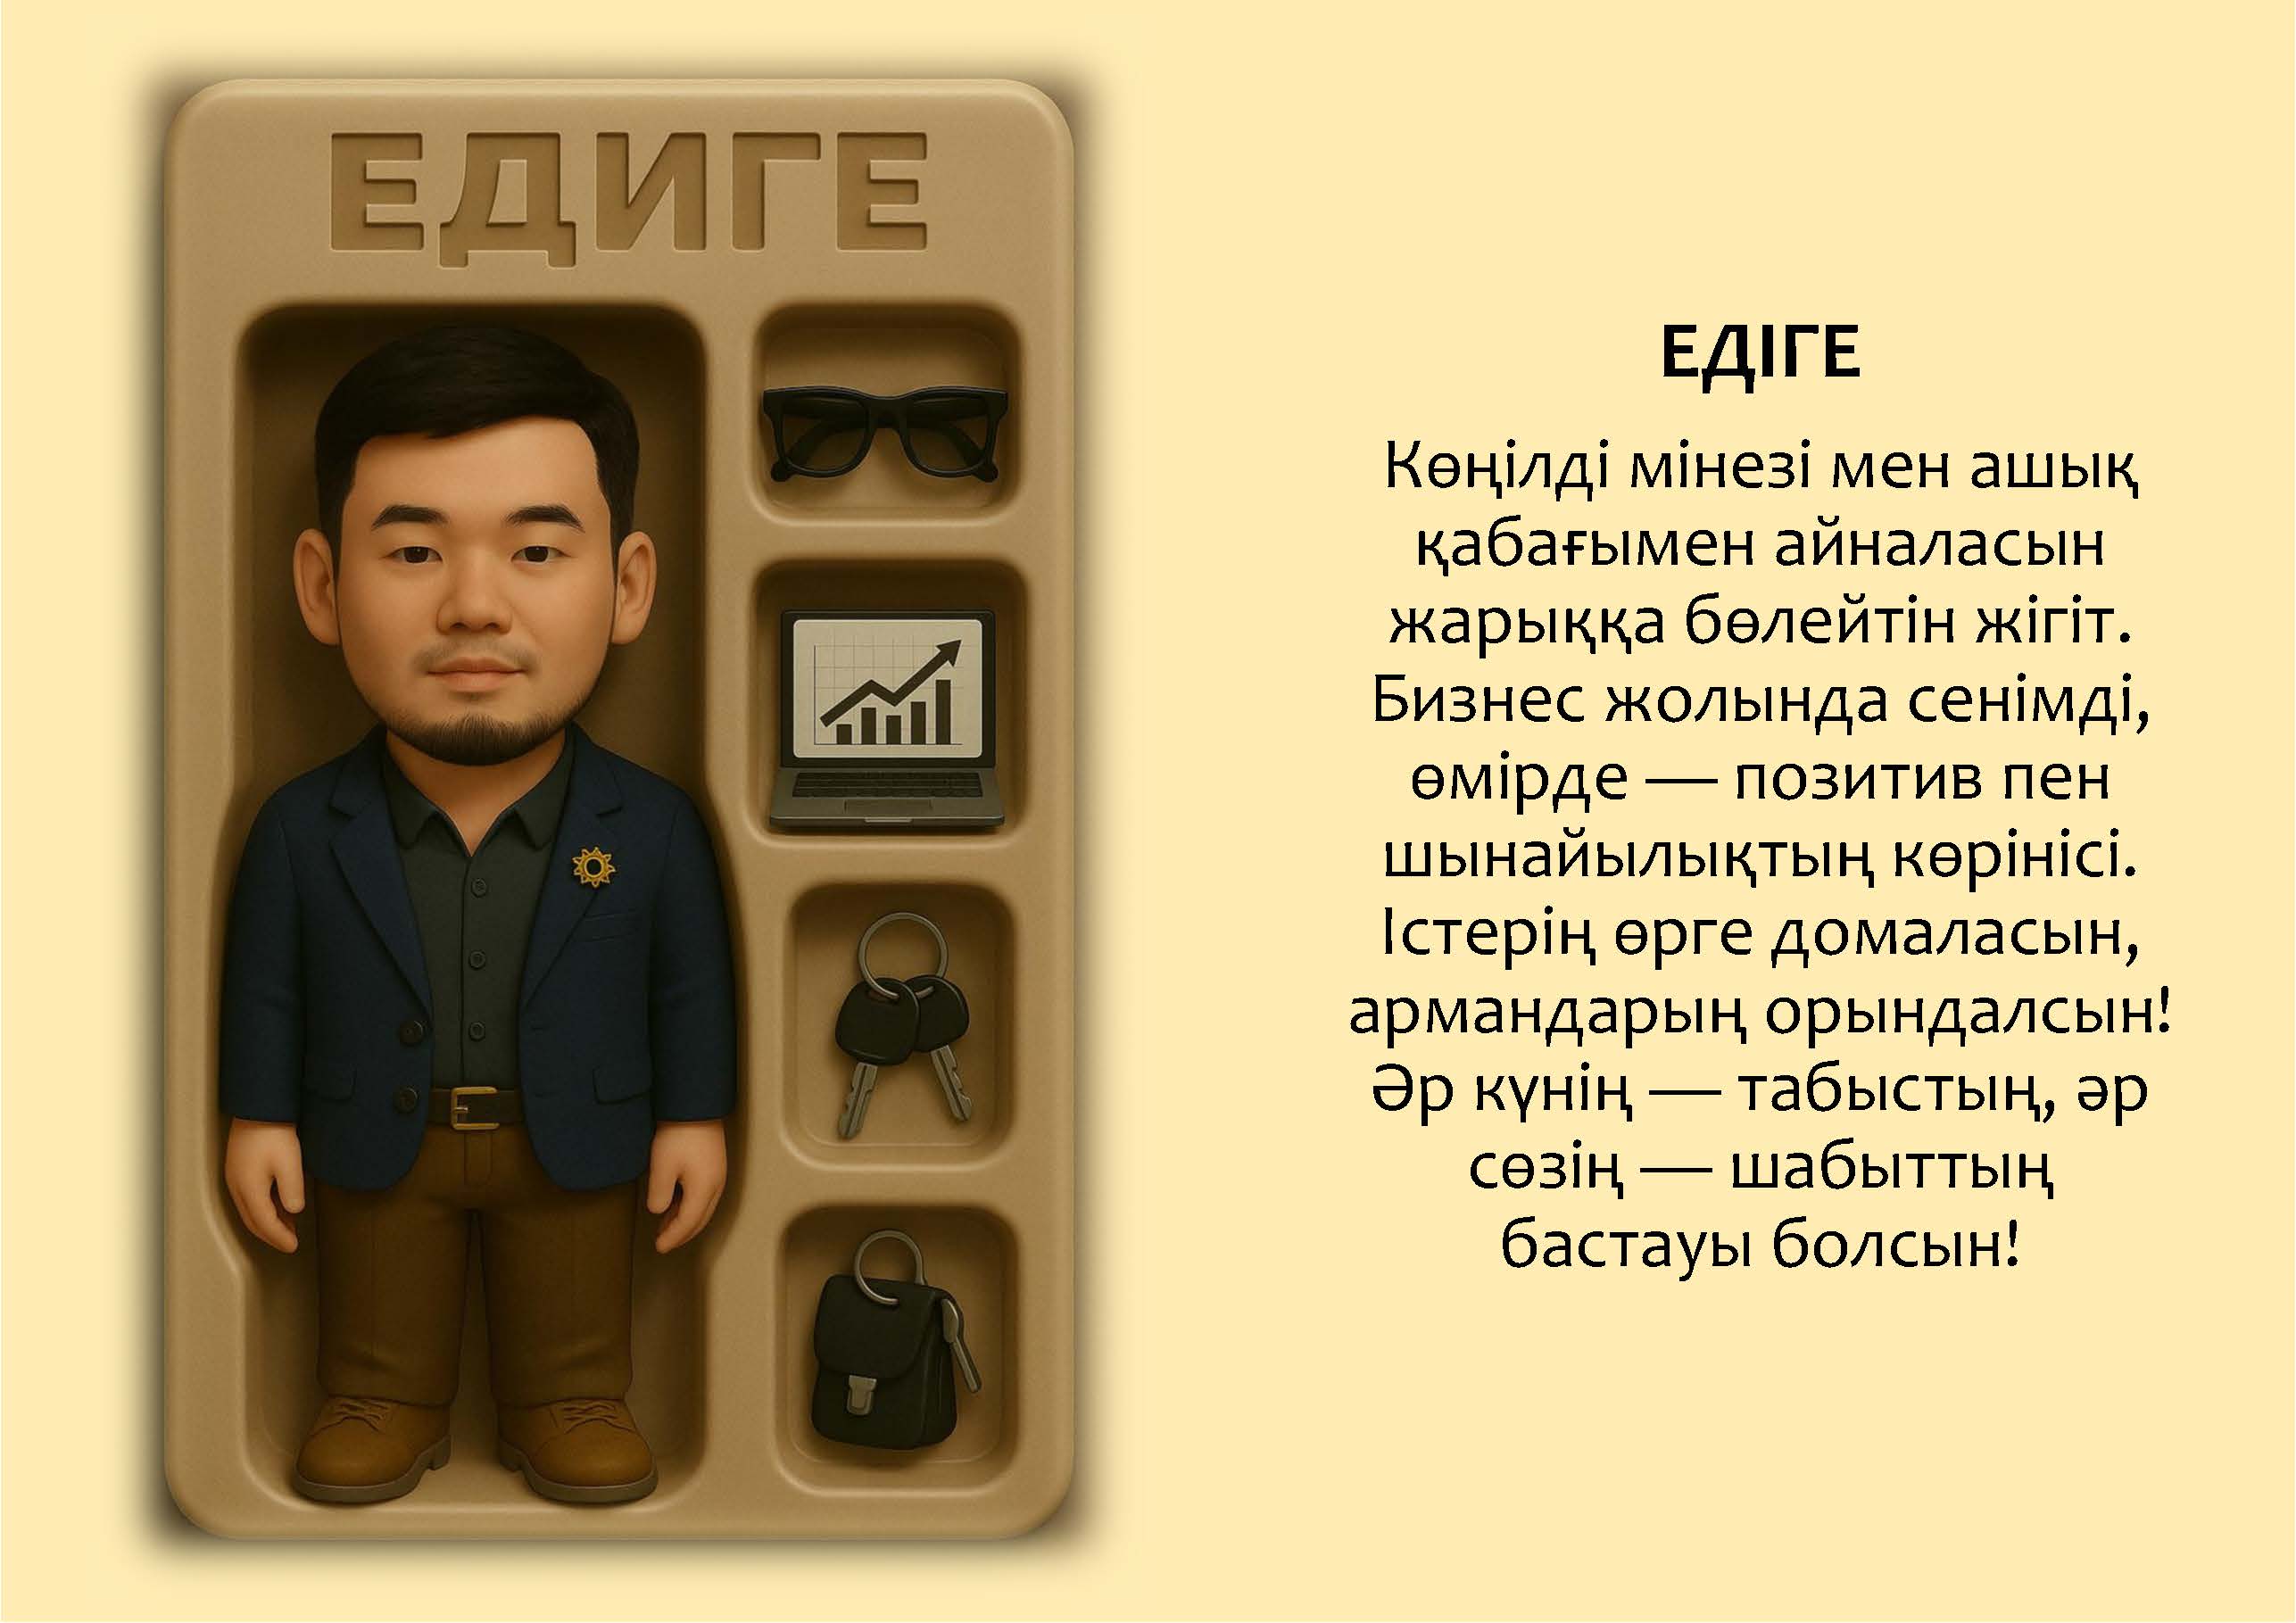 ЕДИГЕ
ЕДІГЕ
Көңілді мінезі мен ашық
қабағымен айналасын
жарыққа бөлейтін жігіт.
Бизнес жолында сенімді,
өмірде — позитив пен
шынайылықтың көрінісі.
Істерің өрге домаласын,
армандарың орындалсын!
Әр күнің — табыстың, әр
сөзің — шабыттың
бастауы болсын!